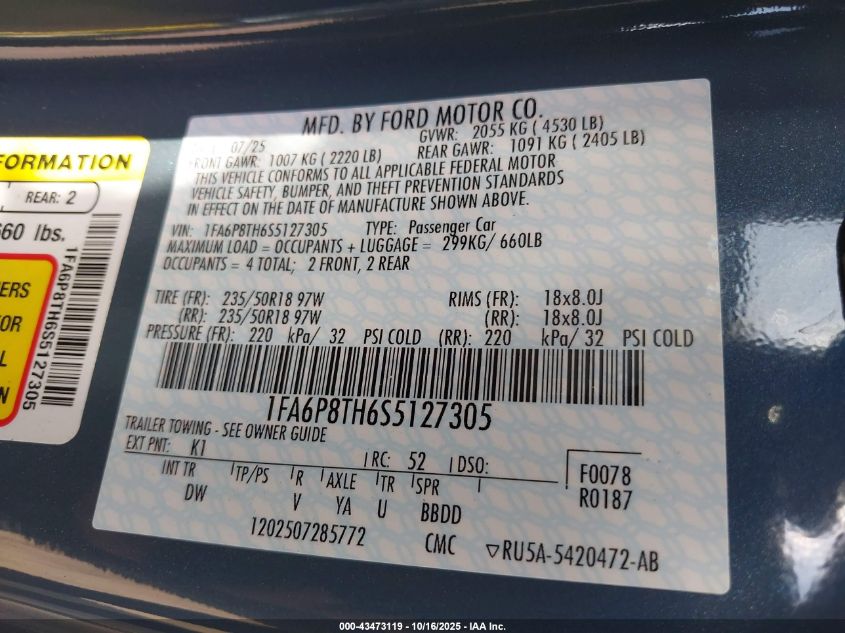 FORMATION
REAR: 2
660 lbs.
1FA6P8TH6S5127305
MFD. BY FORD MOTOR CO.
07/25
GVWR: 2055 KG ( 4530 LB)
FRONT GAWR: 1007 KG ( 2220 LB)
REAR GAWR: 1091 KG ( 2405 LB)
THIS VEHICLE CONFORMS TO ALL APPLICABLE FEDERAL MOTOR
VEHICLE SAFETY, BUMPER, AND THEFT PREVENTION STANDARDS
IN EFFECT ON THE DATE OF MANUFACTURE SHOWN ABOVE.
VIN: 1FA6P8TH6S5127305 TYPE: Passenger Car
MAXIMUM LOAD = OCCUPANTS + LUGGAGE = 299KG/ 660LB
OCCUPANTS = 4 TOTAL; 2 FRONT, 2 REAR
TIRE (FR): 235/50R18 97W RIMS (FR): 18x8.0J
(RR): 235/50R18 97W (RR): 18x8.0J
PRESSURE (FR): 220 kPa/ 32 PSI COLD (RR): 220 kPa/ 32 PSI COLD
1FA6P8TH6S5127305
TRAILER TOWING - SEE OWNER GUIDE
EXT PNT: K1 RC: 52 DSO:
INT TR TP/PS R AXLE TR SPR
DW V YA U BBDD
F0078
R0187
1202507285772 CMC ▽RU5A-5420472-AB
000-43473119 - 10/16/2025 - IAA Inc.